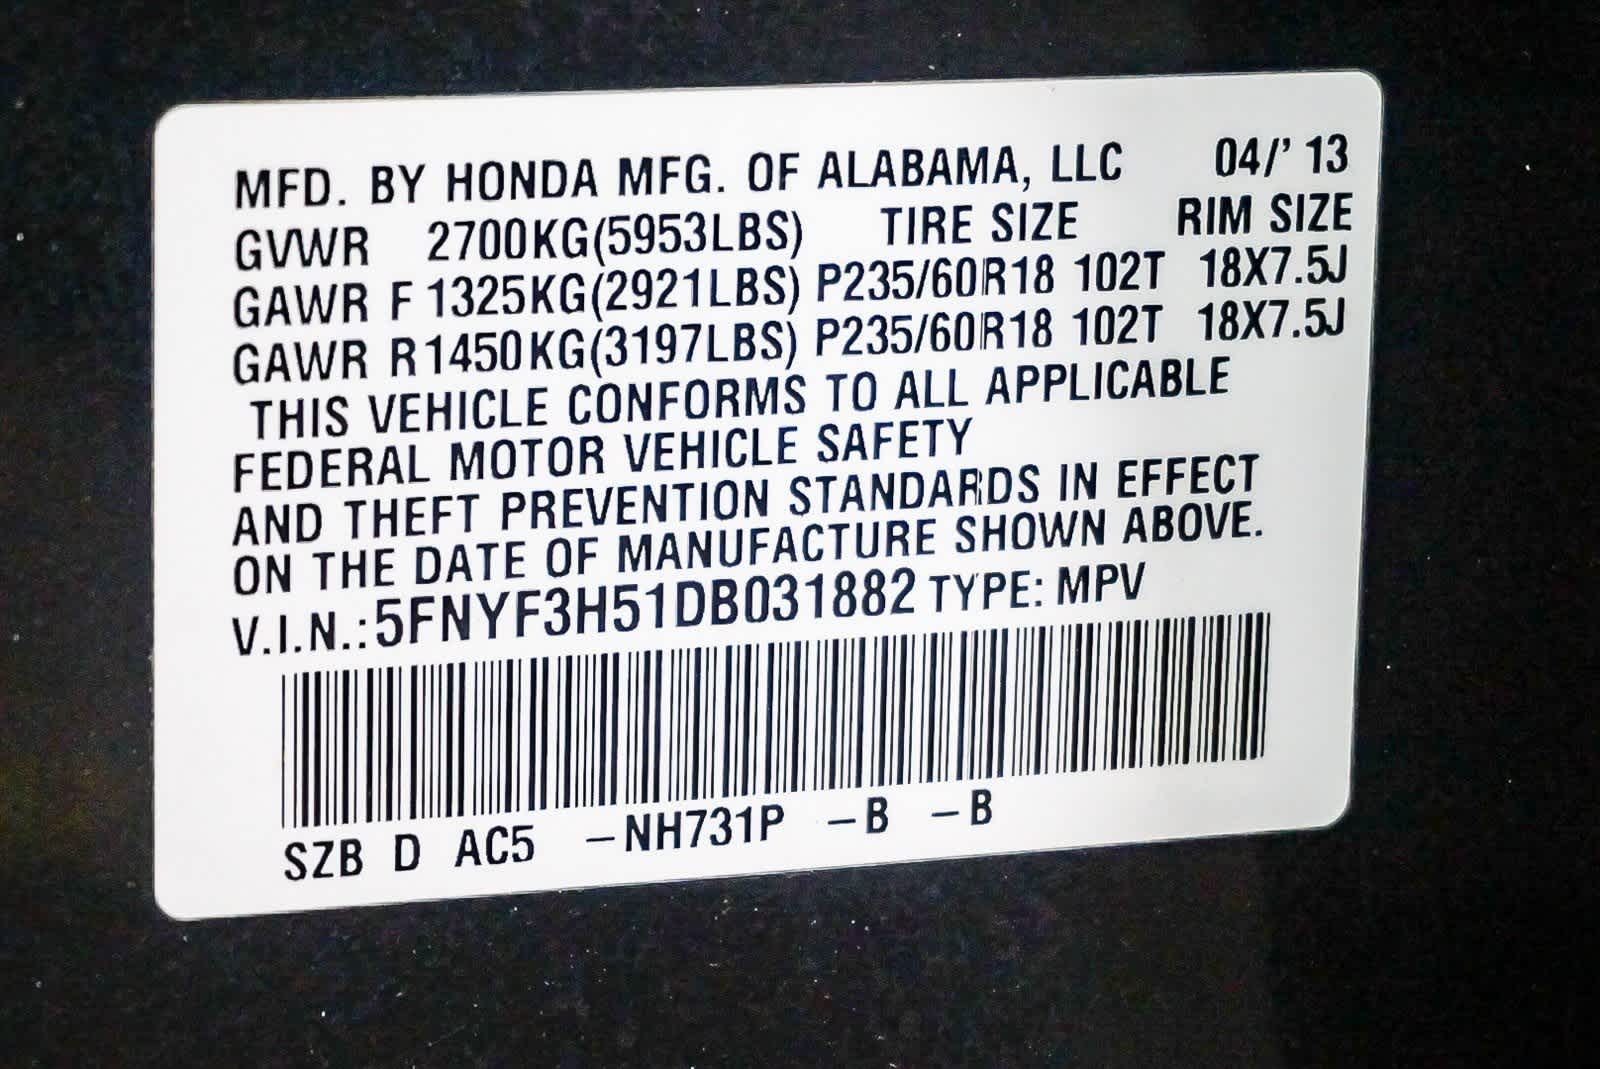 MFD. BY HONDA MFG. OF ALABAMA, LLC 04/' 13
GVWR 2700KG(5953LBS) TIRE SIZE RIM SIZE
GAWR F 1325KG(2921LBS) P235/60R18 102T 18X7.5J
GAWR R 1450KG(3197LBS) P235/60R18 102T 18X7.5J
THIS VEHICLE CONFORMS TO ALL APPLICABLE
FEDERAL MOTOR VEHICLE SAFETY
AND THEFT PREVENTION STANDARDS IN EFFECT
ON THE DATE OF MANUFACTURE SHOWN ABOVE.
V.I.N.:5FNYF3H51DB031882 TYPE: MPV
SZB D AC5 –NH731P –B –B